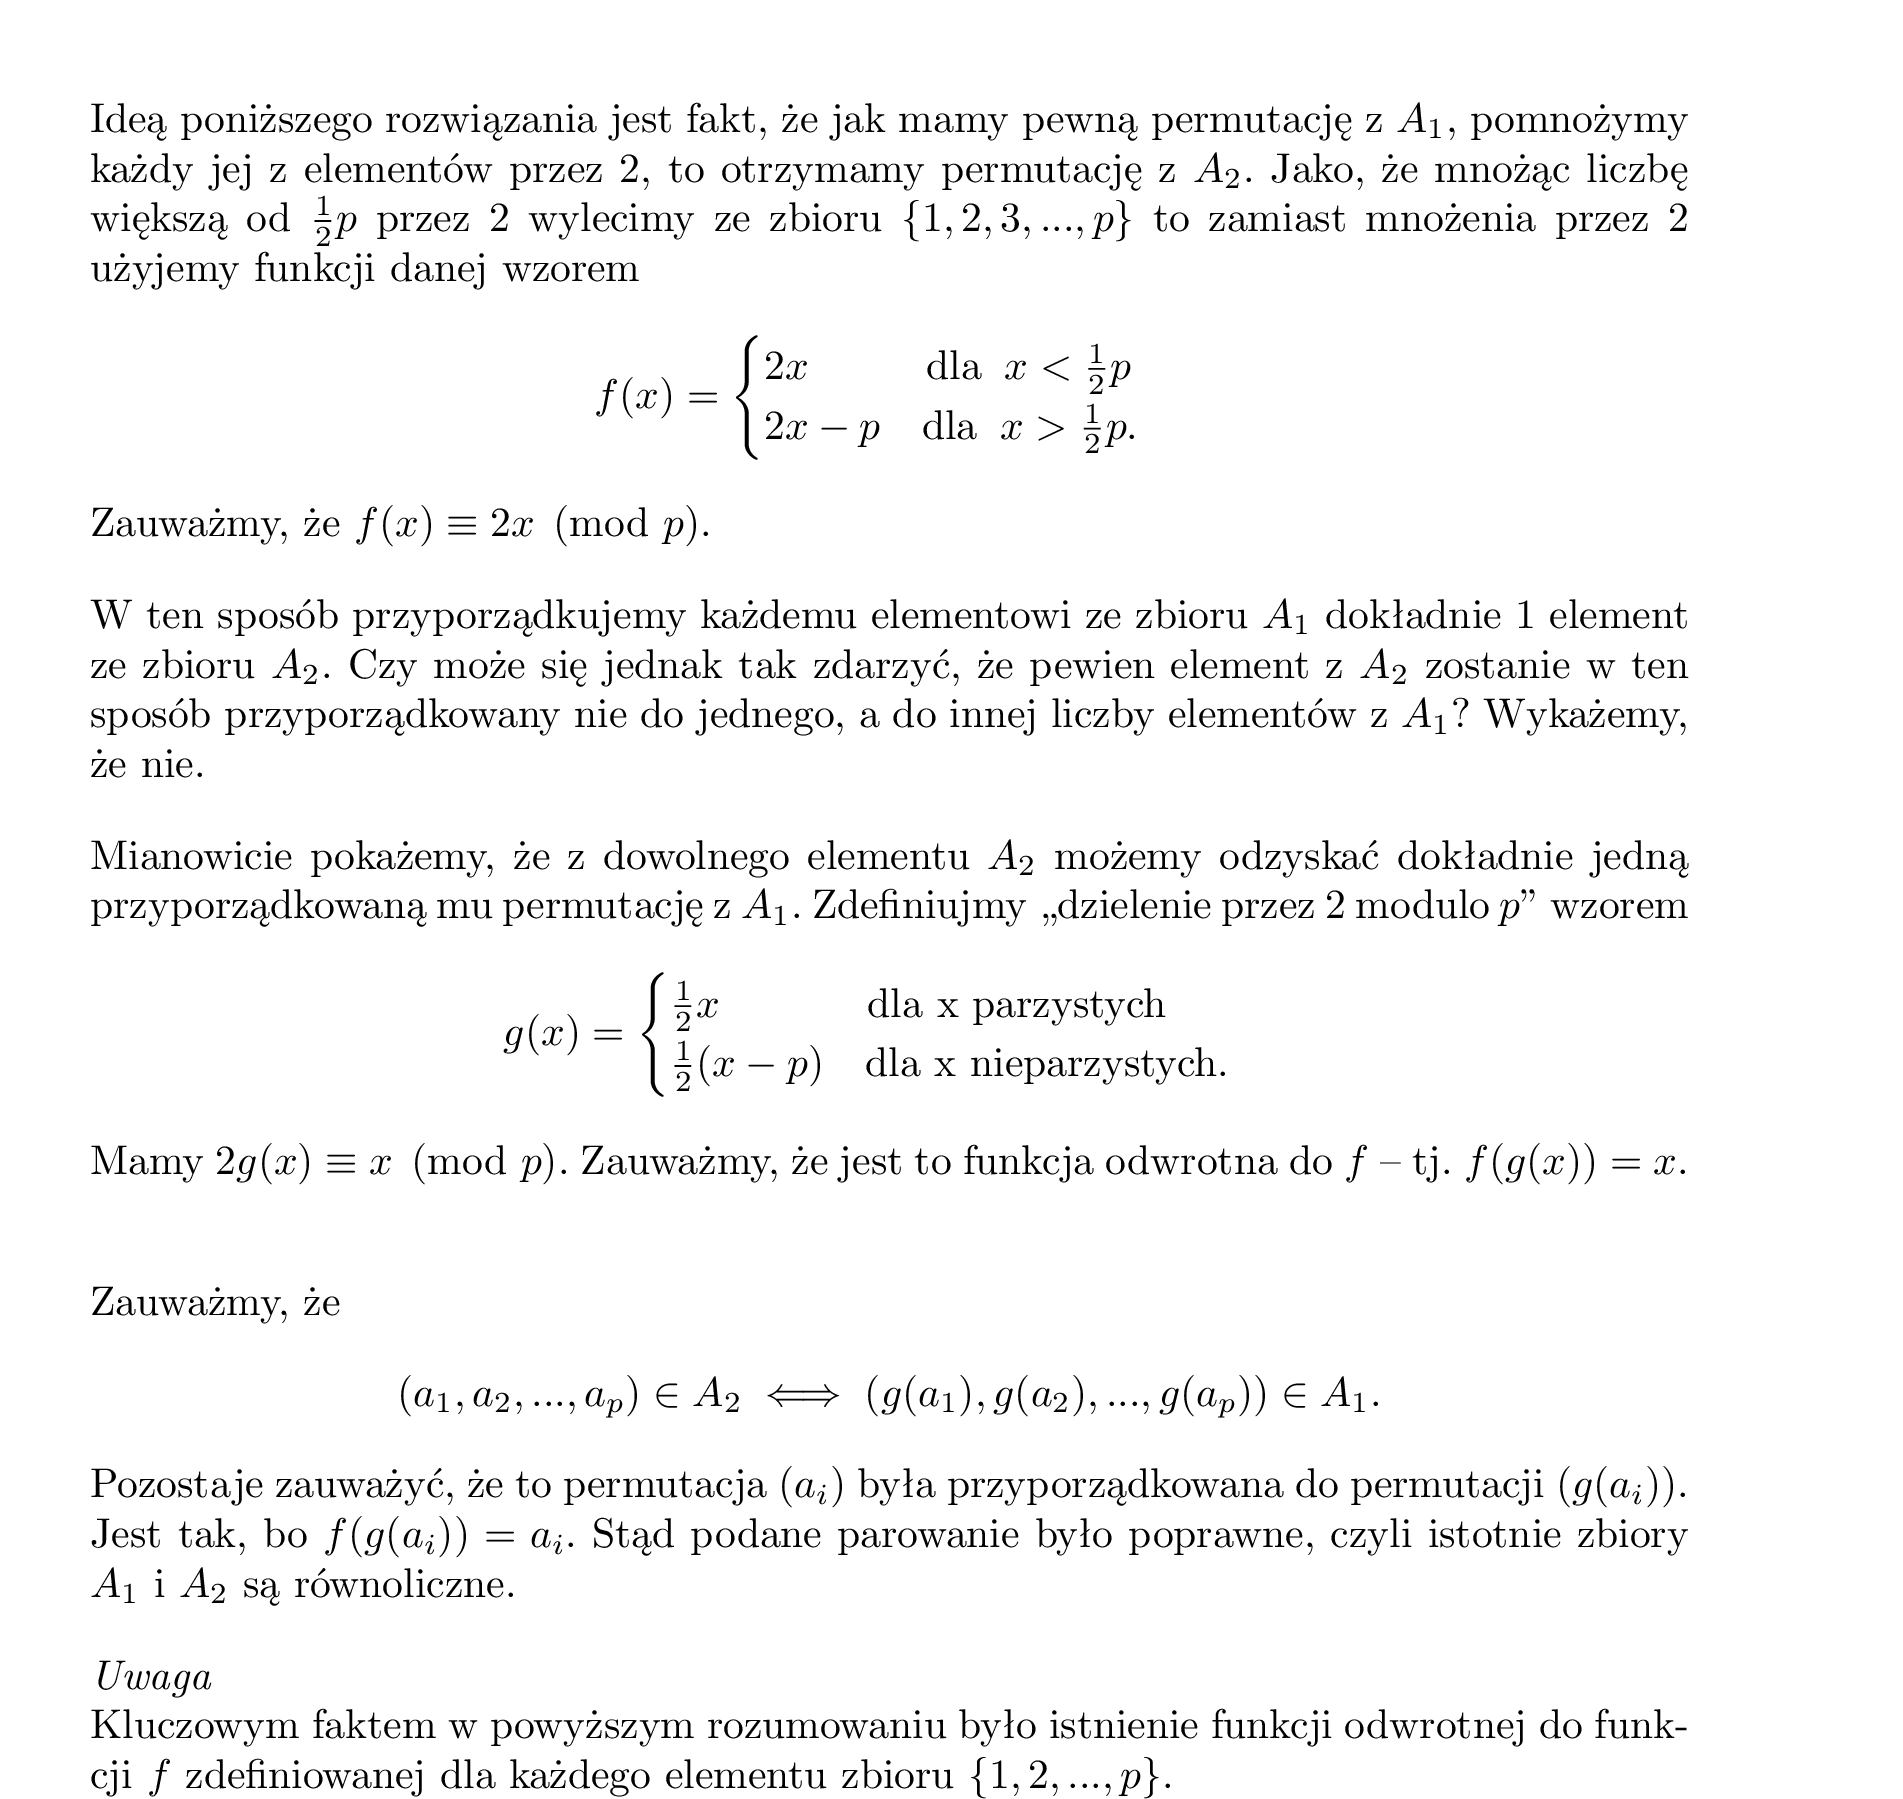 Ideą poniższego rozwiązania jest fakt, że jak mamy pewną permutację z $A_1$, pomnożymy
każdy jej z elementów przez 2, to otrzymamy permutację z $A_2$. Jako, że mnożąc liczbę
większą od $\frac{1}{2}p$ przez 2 wylecimy ze zbioru $\{1, 2, 3, ..., p\}$ to zamiast mnożenia przez 2
użyjemy funkcji danej wzorem
$f(x) = \begin{cases} 2x & \text{dla } x < \frac{1}{2}p \\ 2x - p & \text{dla } x > \frac{1}{2}p. \end{cases}$
Zauważmy, że $f(x) \equiv 2x \pmod{p}$.
W ten sposób przyporządkujemy każdemu elementowi ze zbioru $A_1$ dokładnie 1 element
ze zbioru $A_2$. Czy może się jednak tak zdarzyć, że pewien element z $A_2$ zostanie w ten
sposób przyporządkowany nie do jednego, a do innej liczby elementów z $A_1$? Wykażemy,
że nie.
Mianowicie pokażemy, że z dowolnego elementu $A_2$ możemy odzyskać dokładnie jedną
przyporządkowaną mu permutację z $A_1$. Zdefiniujmy „dzielenie przez 2 modulo $p$” wzorem
$g(x) = \begin{cases} \frac{1}{2}x & \text{dla x parzystych} \\ \frac{1}{2}(x - p) & \text{dla x nieparzystych.} \end{cases}$
Mamy $2g(x) \equiv x \pmod{p}$. Zauważmy, że jest to funkcja odwrotna do $f$ – tj. $f(g(x)) = x$.
Zauważmy, że
$(a_1, a_2, ..., a_p) \in A_2 \iff (g(a_1), g(a_2), ..., g(a_p)) \in A_1.$
Pozostaje zauważyć, że to permutacja $(a_i)$ była przyporządkowana do permutacji $(g(a_i))$.
Jest tak, bo $f(g(a_i)) = a_i$. Stąd podane parowanie było poprawne, czyli istotnie zbiory
$A_1$ i $A_2$ są równoliczne.
Uwaga
Kluczowym faktem w powyższym rozumowaniu było istnienie funkcji odwrotnej do funk-
cji $f$ zdefiniowanej dla każdego elementu zbioru $\{1, 2, ..., p\}$.